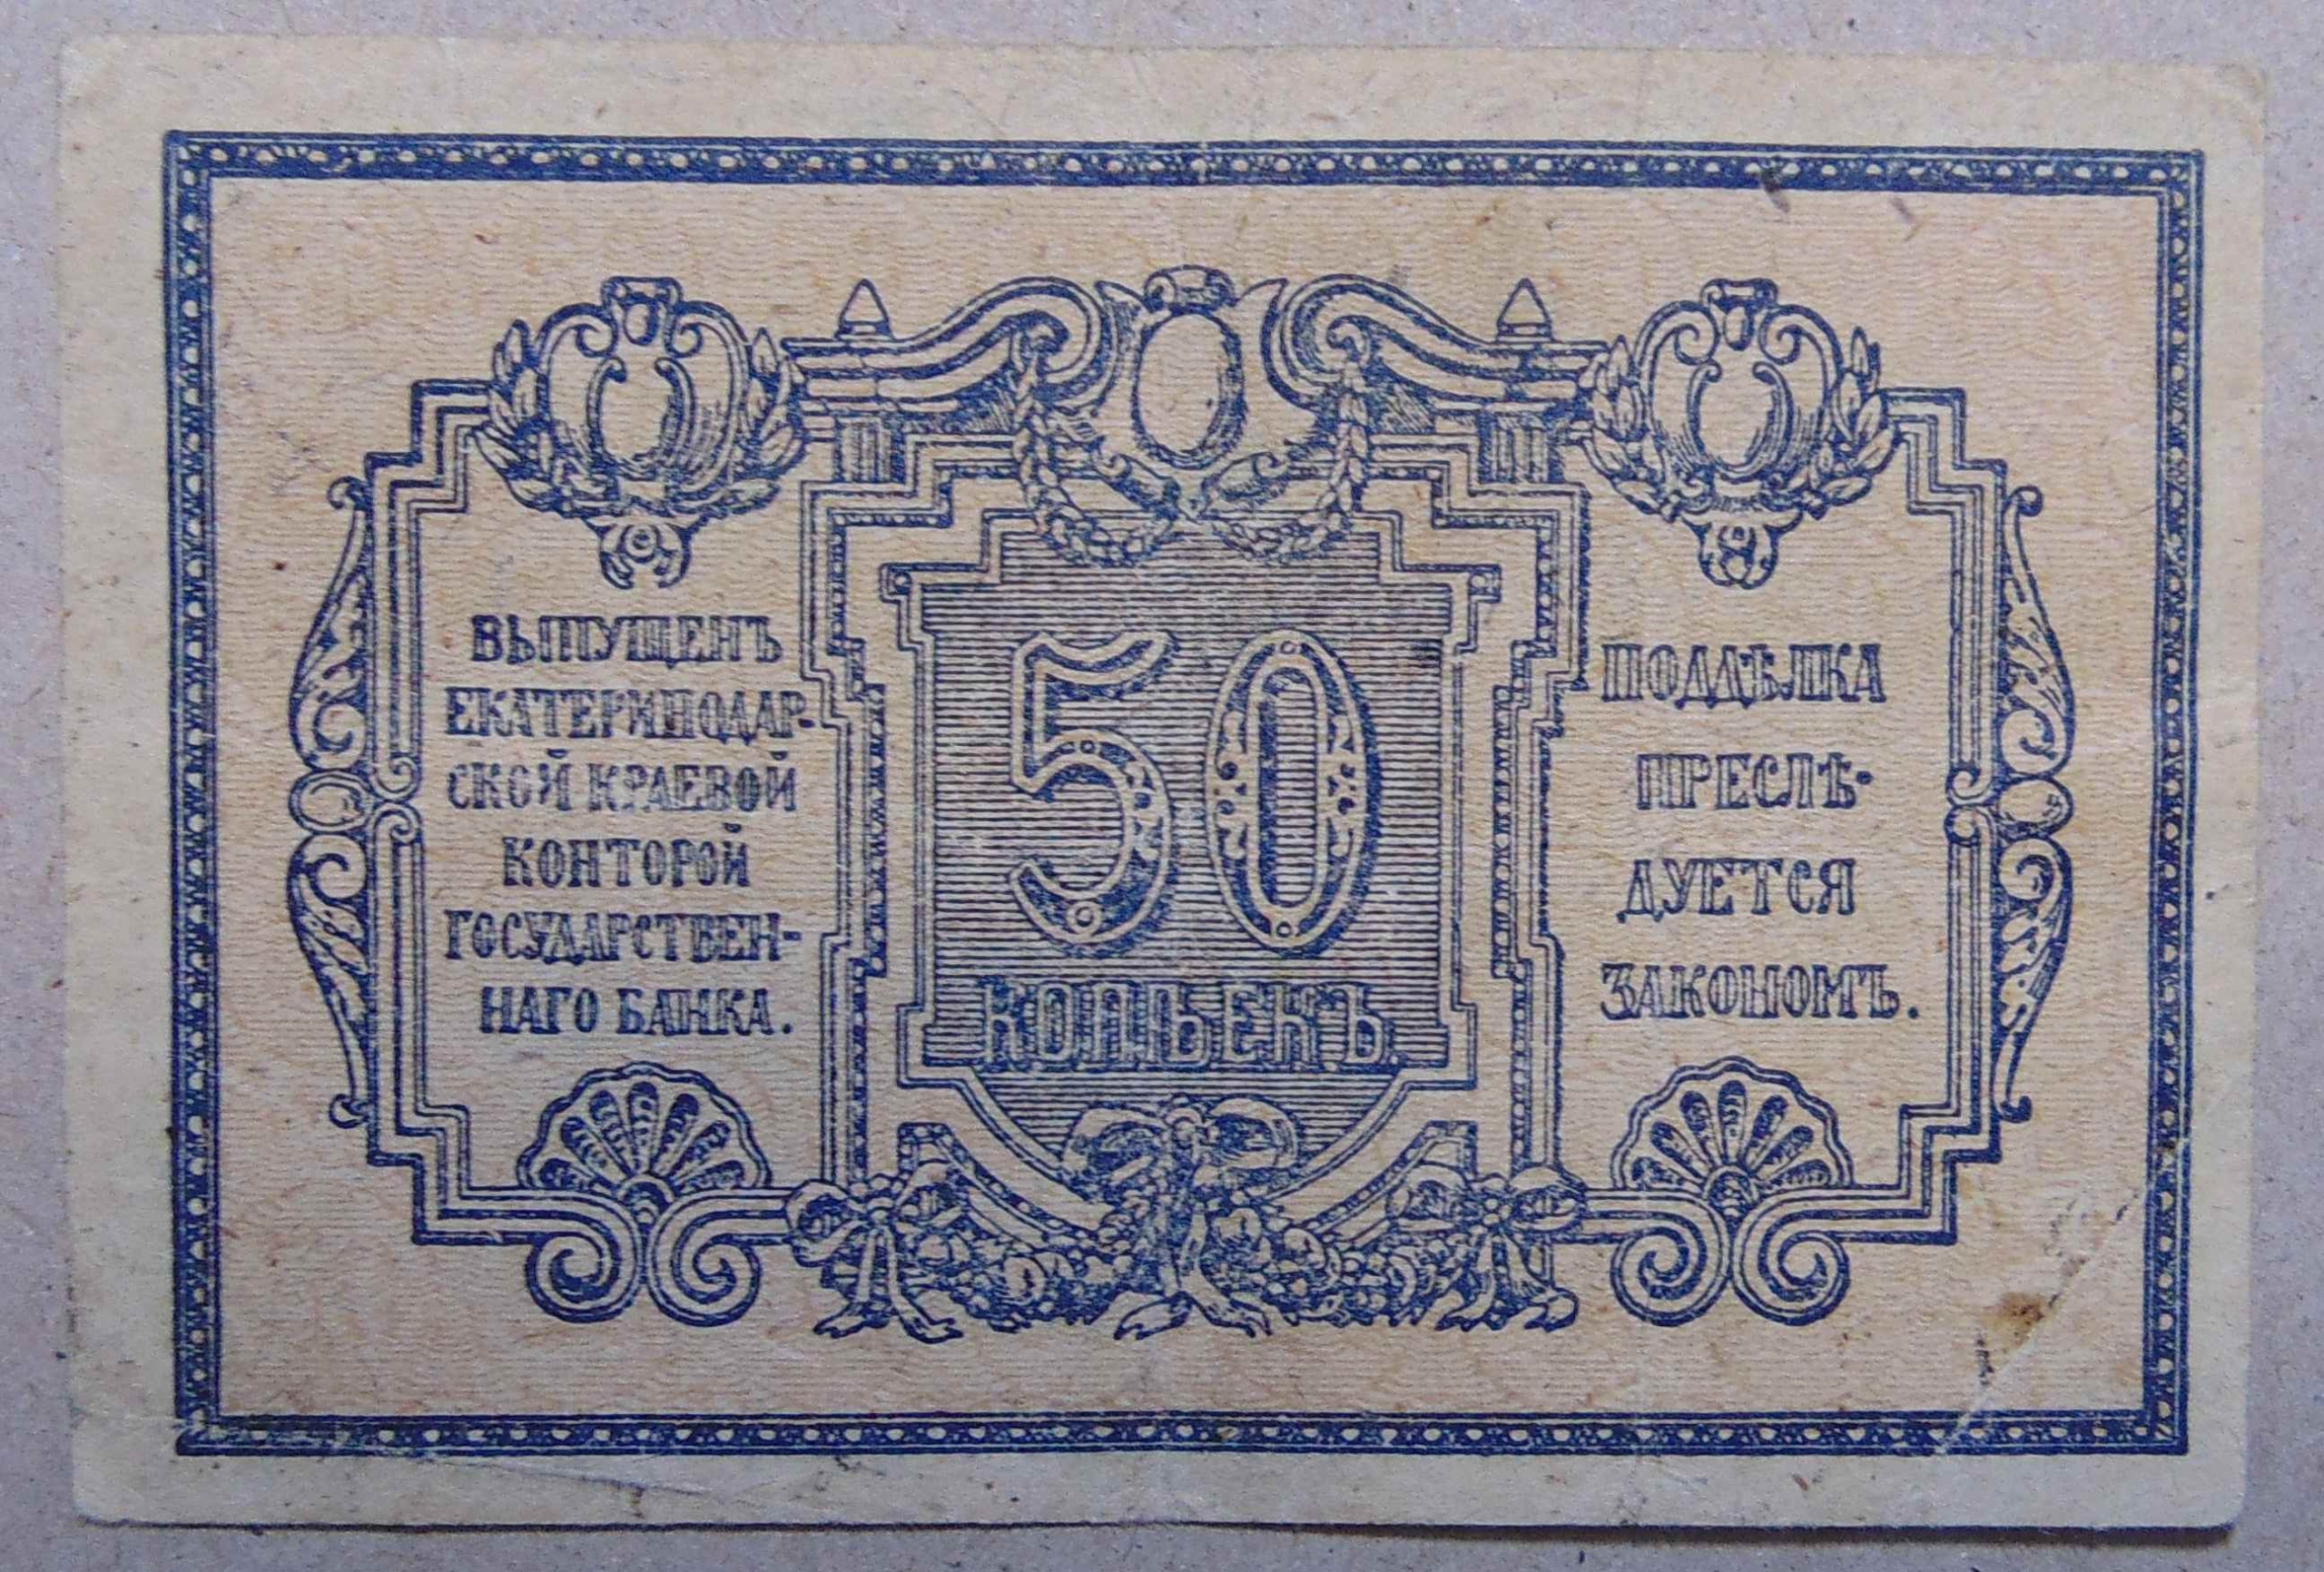 ВЫПУЩЕНЪ
ЕКАТЕРИНОДАР-
СКОЙ КРАЕВОЙ
КОНТОРОЙ
ГОСУДАРСТВЕН-
НАГО БАНКА.
50
КОПѢЕКЪ
ПОДДѢЛКА
ПРЕСЛѢ-
ДУЕТСЯ
ЗАКОНОМЪ.